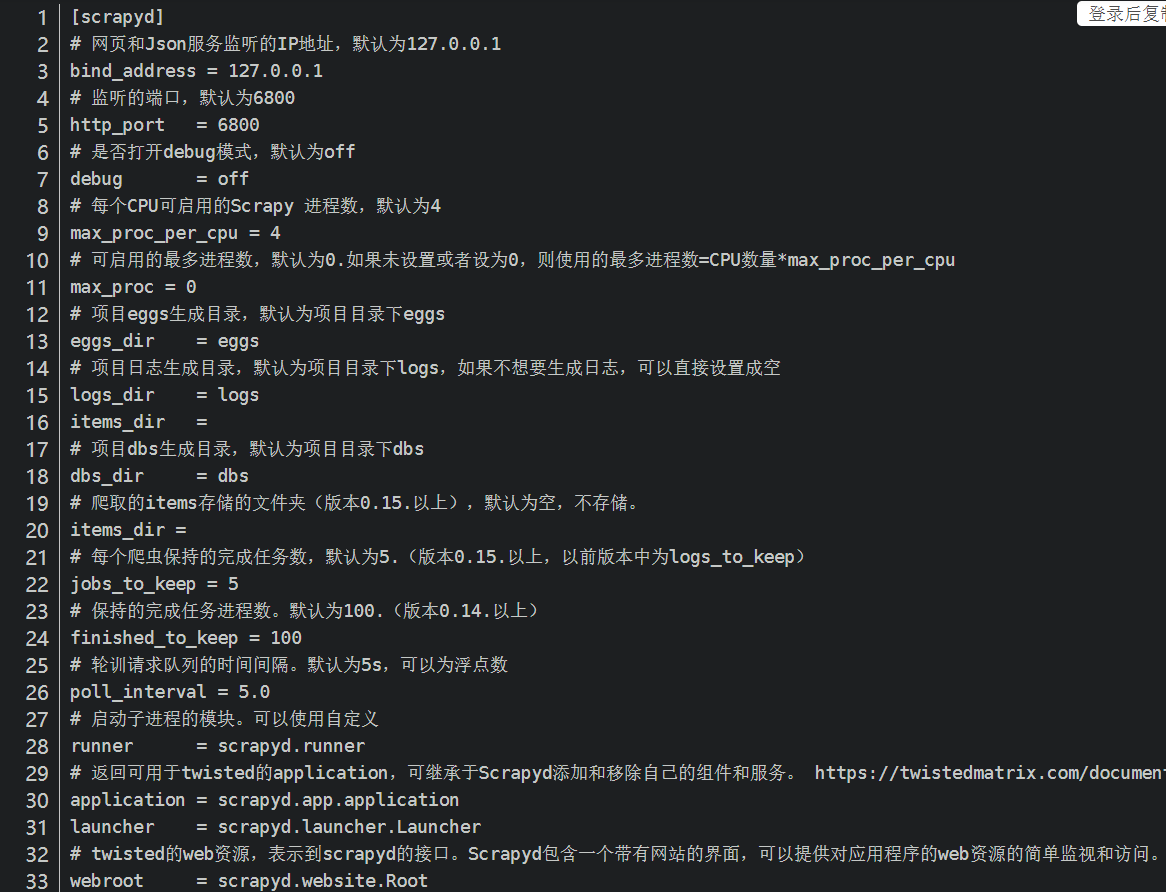 登录后复制
1 [scrapyd]
2 # 网页和Json服务监听的IP地址，默认为127.0.0.1
3 bind_address = 127.0.0.1
4 # 监听的端口，默认为6800
5 http_port   = 6800
6 # 是否打开debug模式，默认为off
7 debug       = off
8 # 每个CPU可启用的Scrapy 进程数，默认为4
9 max_proc_per_cpu = 4
10 # 可启用的最多进程数，默认为0.如果未设置或者设为0，则使用的最多进程数=CPU数量*max_proc_per_cpu
11 max_proc = 0
12 # 项目eggs生成目录，默认为项目目录下eggs
13 eggs_dir    = eggs
14 # 项目日志生成目录，默认为项目目录下logs，如果不想要生成日志，可以直接设置成空
15 logs_dir    = logs
16 items_dir   =
17 # 项目dbs生成目录，默认为项目目录下dbs
18 dbs_dir     = dbs
19 # 爬取的items存储的文件夹（版本0.15.以上），默认为空，不存储。
20 items_dir =
21 # 每个爬虫保持的完成任务数，默认为5.（版本0.15.以上，以前版本中为logs_to_keep）
22 jobs_to_keep = 5
23 # 保持的完成任务进程数。默认为100.（版本0.14.以上）
24 finished_to_keep = 100
25 # 轮训请求队列的时间间隔。默认为5s，可以为浮点数
26 poll_interval = 5.0
27 # 启动子进程的模块。可以使用自定义
28 runner      = scrapyd.runner
29 # 返回可用于twisted的application，可继承于Scrapyd添加和移除自己的组件和服务。 https://twistedmatrix.com/document
30 application = scrapyd.app.application
31 launcher    = scrapyd.launcher.Launcher
32 # twisted的web资源，表示到scrapyd的接口。Scrapyd包含一个带有网站的界面，可以提供对应用程序的web资源的简单监视和访问。
33 webroot     = scrapyd.website.Root